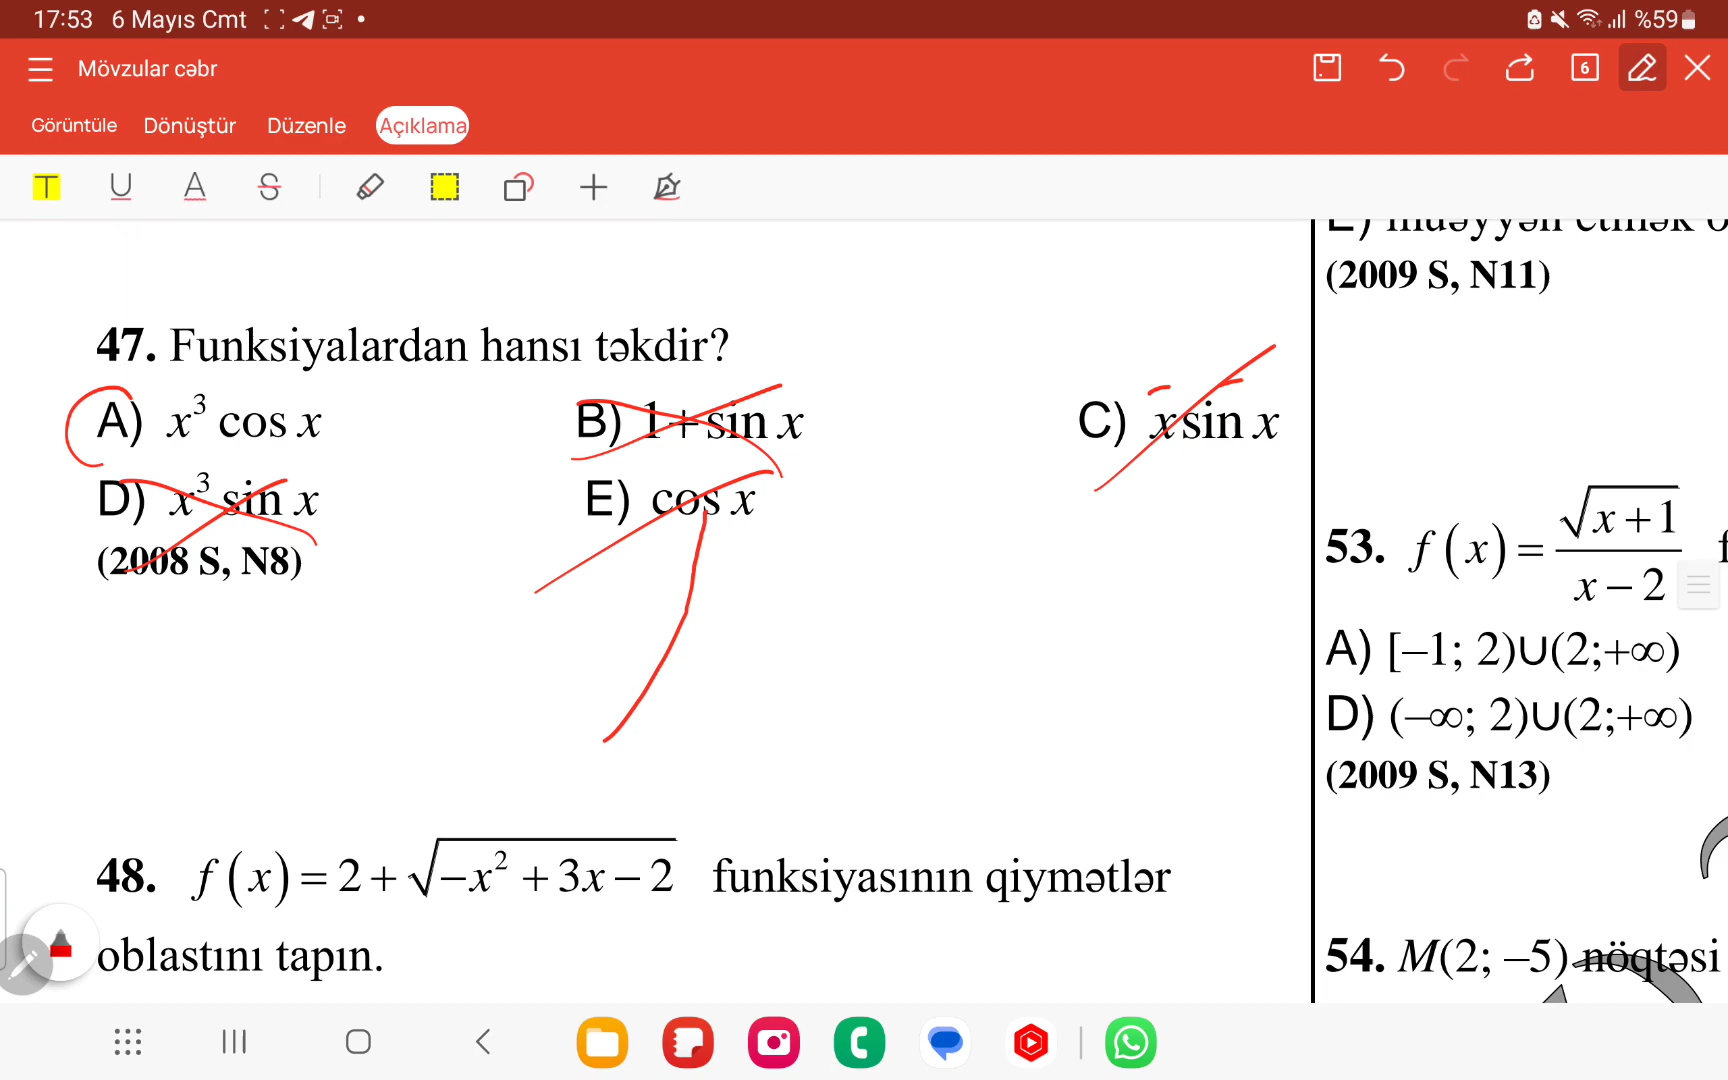 17:53 6 Mayıs Cmt %59
Mövzular cəbr 6
Görüntüle Dönüştür Düzenle Açıklama
T U A S
(2009 S, N11)
47. Funksiyalardan hansı təkdir?
A) x³ cos x B) 1+sin x C) x sin x
D) x³ sin x E) cos x
(2008 S, N8)
48. f(x)=2+√(−x²+3x−2) funksiyasının qiymətlər
oblastını tapın.
53. f(x)=√(x+1)/(x−2)
A) [−1; 2)∪(2;+∞)
D) (−∞; 2)∪(2;+∞)
(2009 S, N13)
54. M(2; −5) nöqtəsi